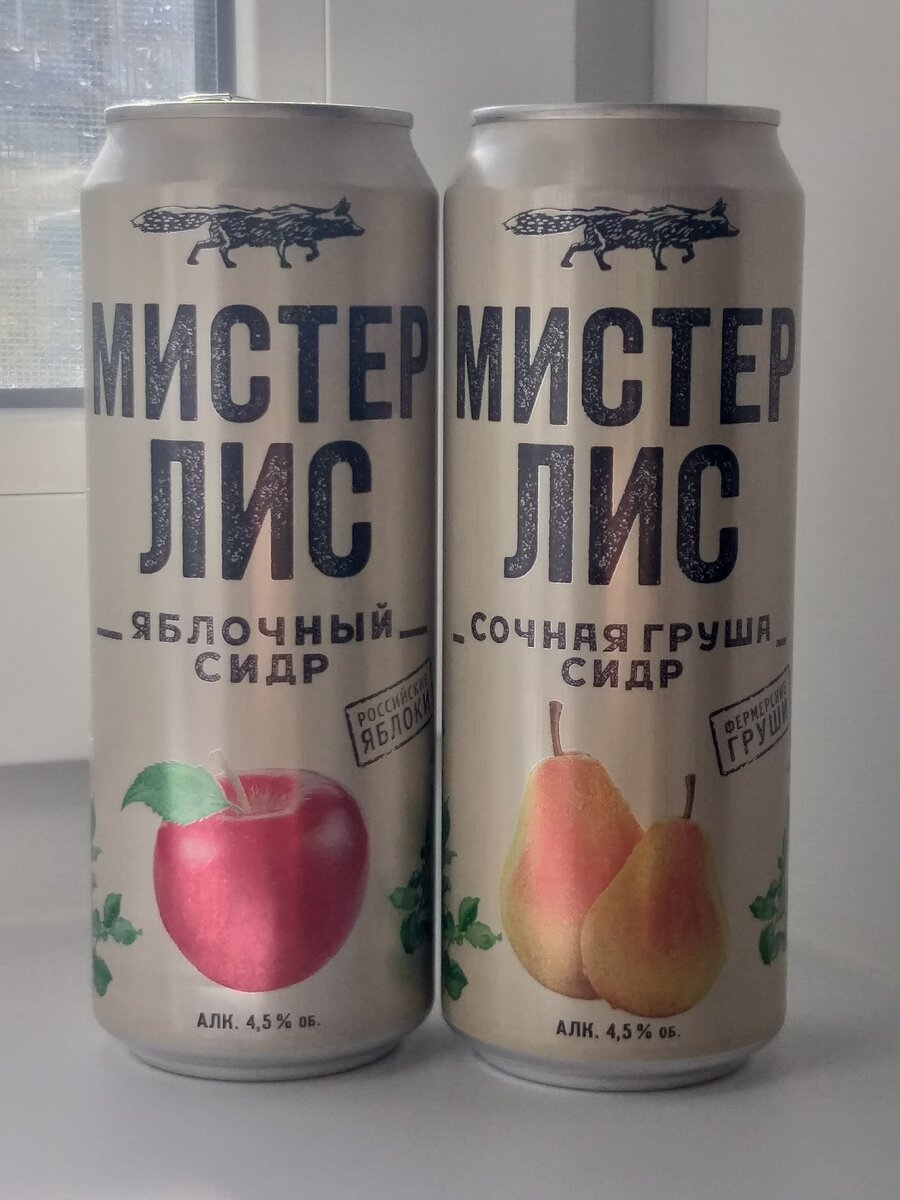 МИСТЕР
ЛИС
ЯБЛОЧНЫЙ
СИДР
РОССИЙСКИЕ
ЯБЛОКИ
АЛК. 4,5% ОБ.
МИСТЕР
ЛИС
СОЧНАЯ ГРУША
СИДР
ФЕРМЕРСКИЕ
ГРУШИ
АЛК. 4,5% ОБ.